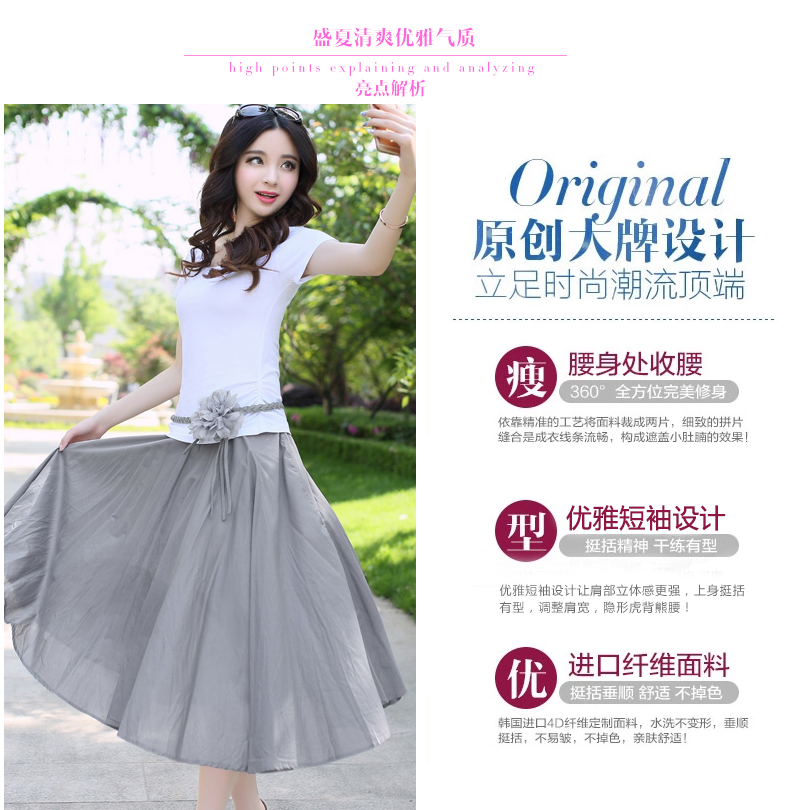 盛夏清爽优雅气质
high points explaining and analyzing
亮点解析
Original
原创大牌设计
立足时尚潮流顶端
瘦
腰身处收腰
360° 全方位完美修身
依靠精准的工艺将面料裁成两片，细致的拼片
缝合是成衣线条流畅，构成遮盖小肚腩的效果！
型
优雅短袖设计
挺括精神 干练有型
优雅短袖设计让肩部立体感更强，上身挺括
有型，调整肩宽，隐形虎背熊腰！
优
进口纤维面料
挺括垂顺 舒适 不掉色
韩国进口4D纤维定制面料，水洗不变形，垂顺
挺括，不易皱，不掉色，亲肤舒适！